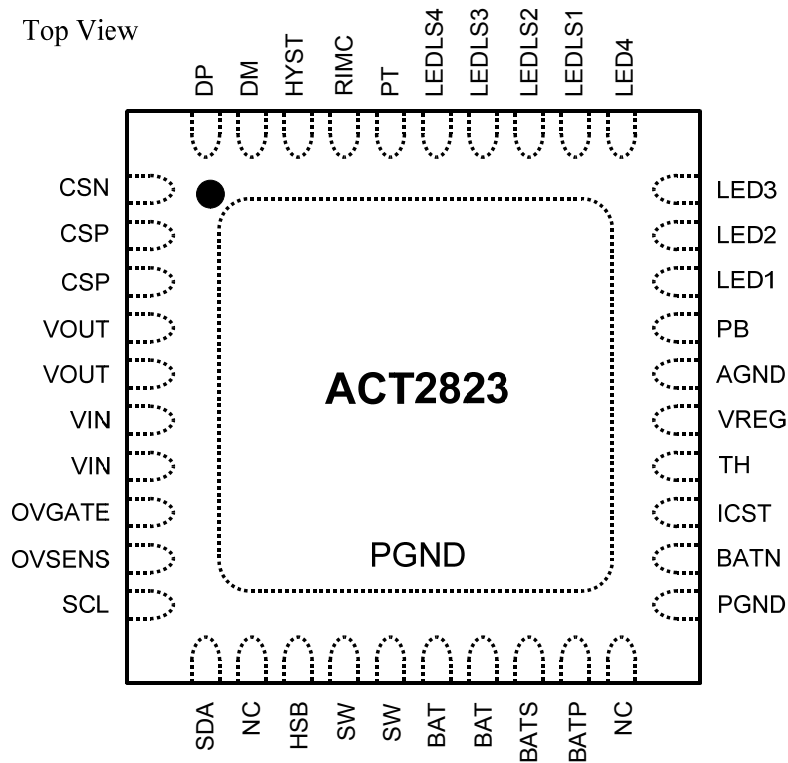 Top View
DP
DM
HYST
RIMC
PT
LEDLS4
LEDLS3
LEDLS2
LEDLS1
LED4
CSN
CSP
CSP
VOUT
VOUT
VIN
VIN
OVGATE
OVSENS
SCL
ACT2823
PGND
LED3
LED2
LED1
PB
AGND
VREG
TH
ICST
BATN
PGND
SDA
NC
HSB
SW
SW
BAT
BAT
BATS
BATP
NC